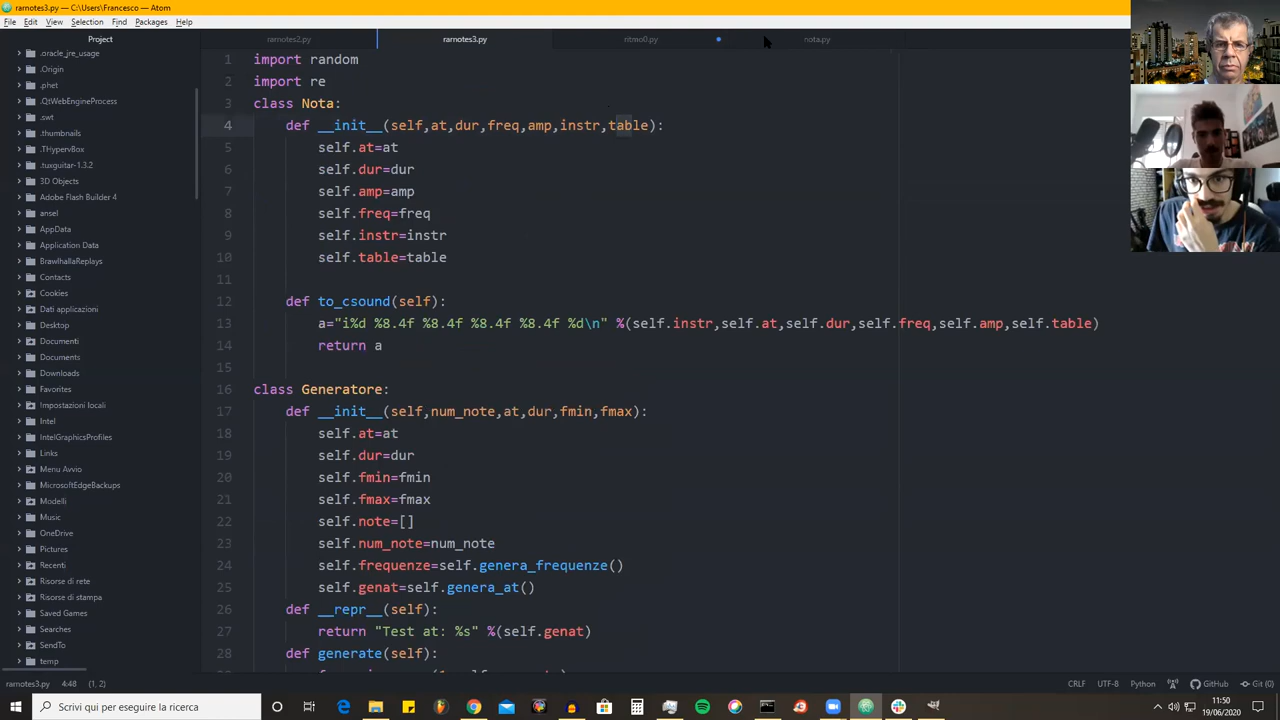 rarnotes3.py — C:\Users\Francesco — Atom
File Edit View Selection Find Packages Help
Project
rarnotes2.py
rarnotes3.py
ritmo0.py
nota.py
.oracle_jre_usage
.Origin
.phet
.QtWebEngineProcess
.swt
.thumbnails
.THypervBox
.tuxguitar-1.3.2
3D Objects
Adobe Flash Builder 4
ansel
AppData
Application Data
BrawlhallaReplays
Contacts
Cookies
Dati applicazioni
Desktop
Documenti
Documents
Downloads
Favorites
Impostazioni locali
Intel
IntelGraphicsProfiles
Links
Menu Avvio
MicrosoftEdgeBackups
Modelli
Music
OneDrive
Pictures
Recenti
Risorse di rete
Risorse di stampa
Saved Games
Searches
SendTo
temp
1 import random
2 import re
3 class Nota:
4 def __init__(self,at,dur,freq,amp,instr,table):
5 self.at=at
6 self.dur=dur
7 self.amp=amp
8 self.freq=freq
9 self.instr=instr
10 self.table=table
11
12 def to_csound(self):
13 a="i%d %8.4f %8.4f %8.4f %8.4f %d\n" %(self.instr,self.at,self.dur,self.freq,self.amp,self.table)
14 return a
15
16 class Generatore:
17 def __init__(self,num_note,at,dur,fmin,fmax):
18 self.at=at
19 self.dur=dur
20 self.fmin=fmin
21 self.fmax=fmax
22 self.note=[]
23 self.num_note=num_note
24 self.frequenze=self.genera_frequenze()
25 self.genat=self.genera_at()
26 def __repr__(self):
27 return "Test at: %s" %(self.genat)
28 def generate(self):
rarnotes3.py 4:48 (1, 2)
CRLF UTF-8 Python GitHub Git (0)
Scrivi qui per eseguire la ricerca
11:50
19/06/2020